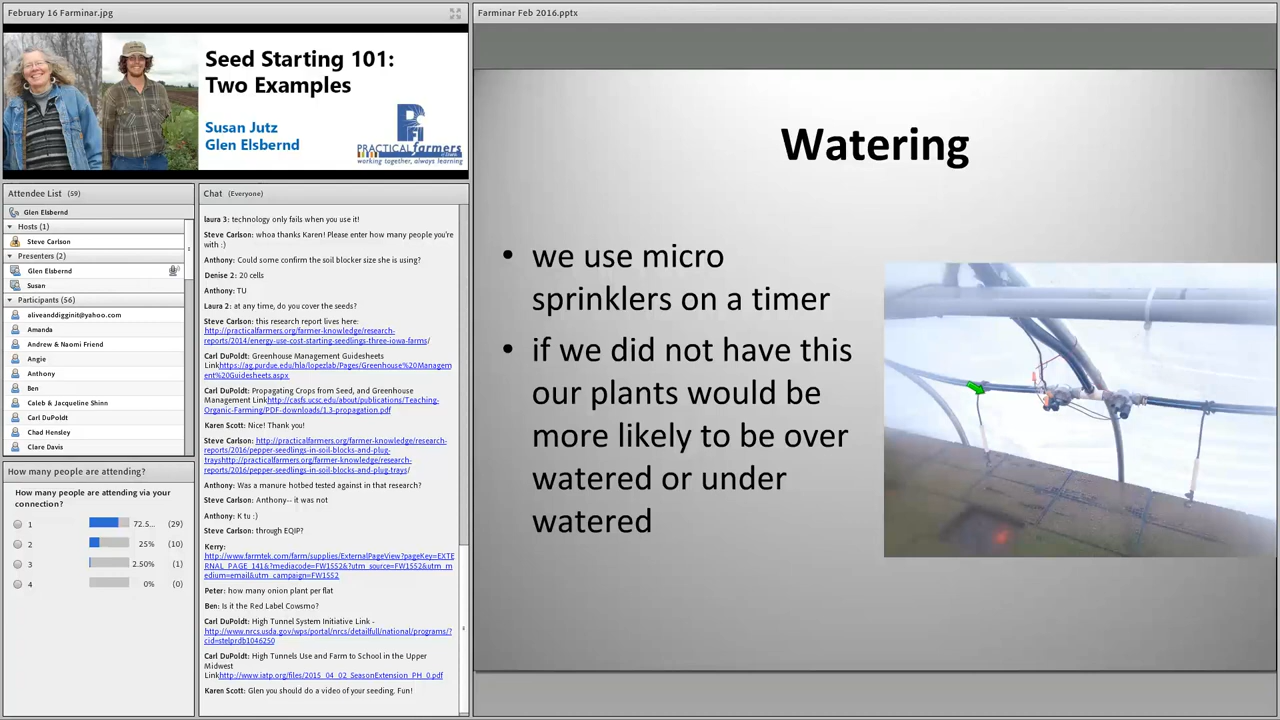 February 16 Farminar.jpg
Seed Starting 101:
Two Examples
Susan Jutz
Glen Elsbernd
PFI
PRACTICAL farmers
of Iowa
working together, always learning
Attendee List (59)
Glen Elsbernd
Hosts (1)
Steve Carlson
Presenters (2)
Glen Elsbernd
Susan
Participants (56)
aliveanddigginit@yahoo.com
Amanda
Andrew & Naomi Friend
Angie
Anthony
Ben
Caleb & Jacqueline Shinn
Carl DuPoldt
Chad Hensley
Clare Davis
How many people are attending?
How many people are attending via your
connection?
1 72.5... (29)
2 25% (10)
3 2.50% (1)
4 0% (0)
Chat (Everyone)
laura 3: technology only fails when you use it!
Steve Carlson: whoa thanks Karen! Please enter how many people you're
with :)
Anthony: Could some confirm the soil blocker size she is using?
Denise 2: 20 cells
Anthony: TU
Laura 2: at any time, do you cover the seeds?
Steve Carlson: this research report lives here:
http://practicalfarmers.org/farmer-knowledge/research-
reports/2014/energy-use-cost-starting-seedlings-three-iowa-farms/
Carl DuPoldt: Greenhouse Management Guidesheets
Linkhttps://ag.purdue.edu/hla/lopezlab/Pages/Greenhouse%20Managem
ent%20Guidesheets.aspx
Carl DuPoldt: Propagating Crops from Seed, and Greenhouse
Management Linkhttp://casfs.ucsc.edu/about/publications/Teaching-
Organic-Farming/PDF-downloads/1.3-propagation.pdf
Karen Scott: Nice! Thank you!
Steve Carlson: http://practicalfarmers.org/farmer-knowledge/research-
reports/2016/pepper-seedlings-in-soil-blocks-and-plug-
trayshttp://practicalfarmers.org/farmer-knowledge/research-
reports/2016/pepper-seedlings-in-soil-blocks-and-plug-trays/
Anthony: Was a manure hotbed tested against in that research?
Steve Carlson: Anthony-- it was not
Anthony: K tu :)
Steve Carlson: through EQIP?
Kerry:
http://www.farmtek.com/farm/supplies/ExternalPageView?pageKey=EXTE
RNAL_PAGE_141&?mediacode=FW1552&?utm_source=FW1552&utm_m
edium=email&utm_campaign=FW1552
Peter: how many onion plant per flat
Ben: Is it the Red Label Cowsmo?
Carl DuPoldt: High Tunnel System Initiative Link -
http://www.nrcs.usda.gov/wps/portal/nrcs/detailfull/national/programs/?
cid=stelprdb1046250
Carl DuPoldt: High Tunnels Use and Farm to School in the Upper
Midwest
Linkhttp://www.iatp.org/files/2015_04_02_SeasonExtension_PH_0.pdf
Karen Scott: Glen you should do a video of your seeding, Fun!
Farminar Feb 2016.pptx
Watering
• we use micro
sprinklers on a timer
• if we did not have this
our plants would be
more likely to be over
watered or under
watered